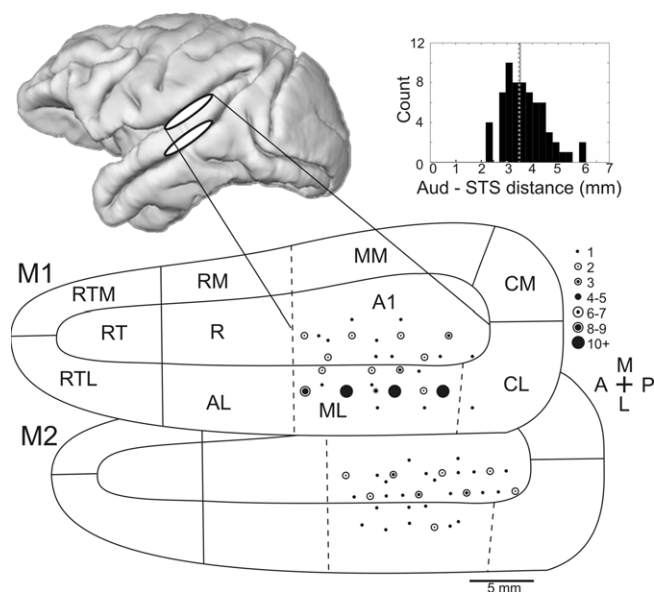 12
8
4
0
Count
0 1 2 3 4 5 6 7
Aud - STS distance (mm)
M1
RTM
RM
MM
CM
RT
R
A1
RTL
AL
ML
CL
1
2
3
4-5
6-7
8-9
10+
M
A P
L
M2
5 mm